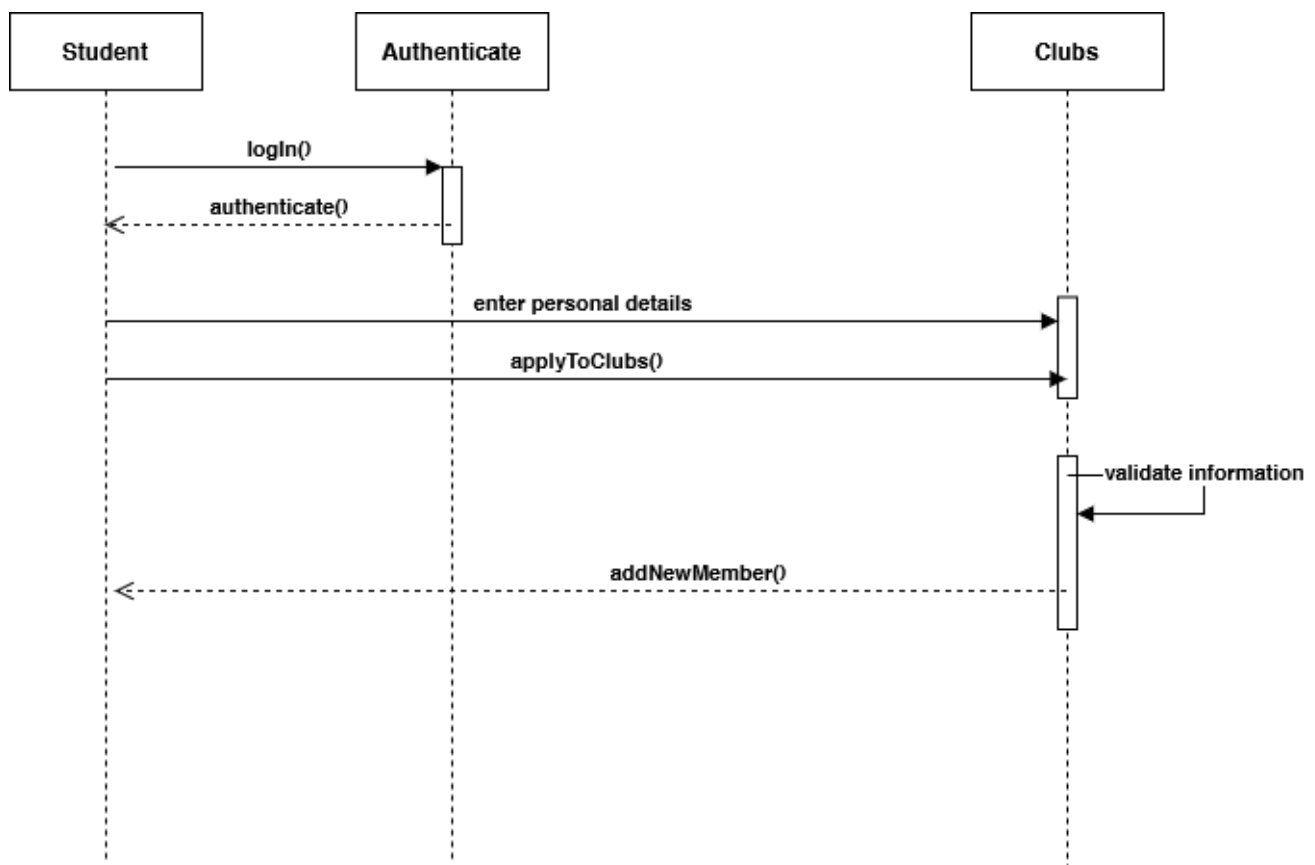 Student
Authenticate
Clubs
logIn()
authenticate()
enter personal details
applyToClubs()
validate information
addNewMember()